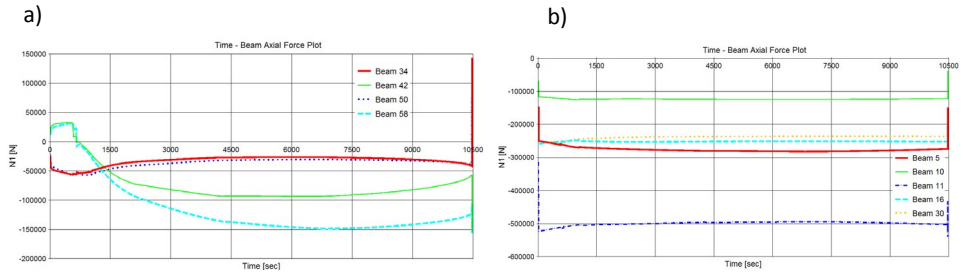 a)
Time - Beam Axial Force Plot
150000
100000
50000
0
-50000
-100000
-150000
-200000
N1 [N]
0 1500 3000 4500 6000 7500 9000 10500
Beam 34
Beam 42
Beam 50
Beam 58
Time [sec]
b)
Time - Beam Axial Force Plot
0 1500 3000 4500 6000 7500 9000 10500
0
-100000
-200000
-300000
-400000
-500000
-600000
N1 [N]
Beam 5
Beam 10
Beam 11
Beam 16
Beam 30
Time [sec]